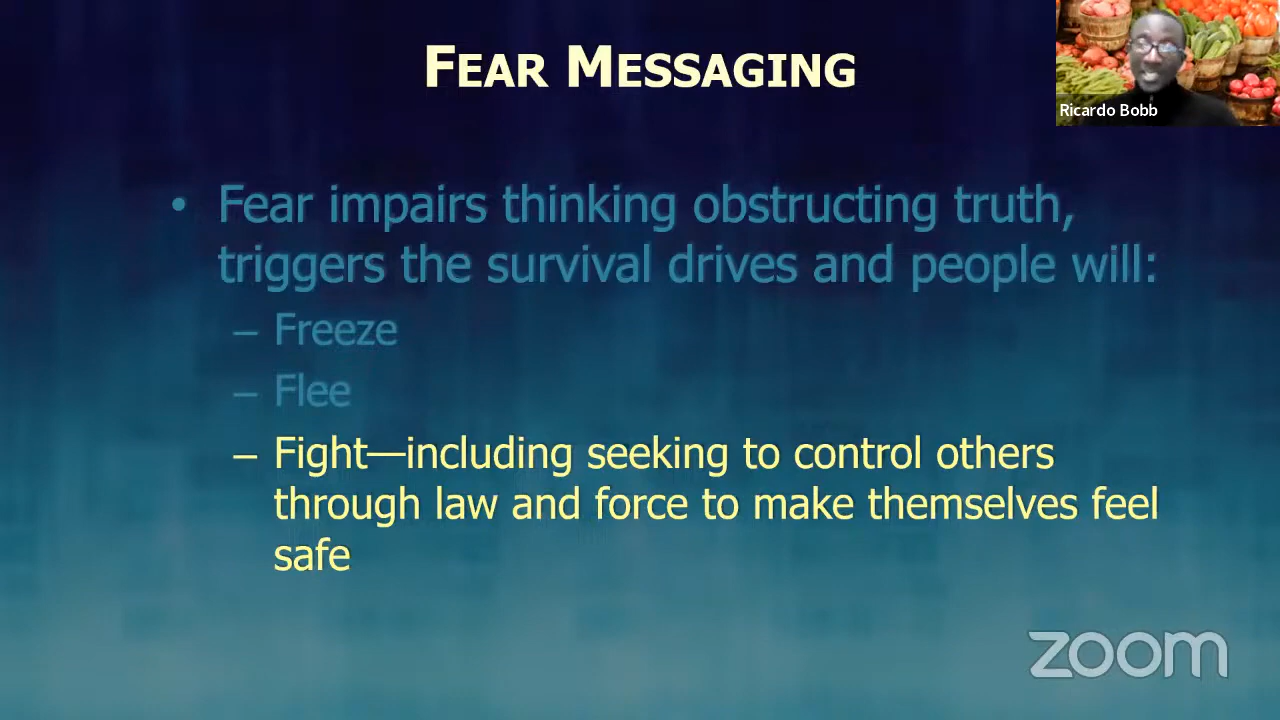 FEAR MESSAGING
Ricardo Bobb
• Fear impairs thinking obstructing truth,
triggers the survival drives and people will:
– Freeze
– Flee
– Fight—including seeking to control others
through law and force to make themselves feel
safe
zoom